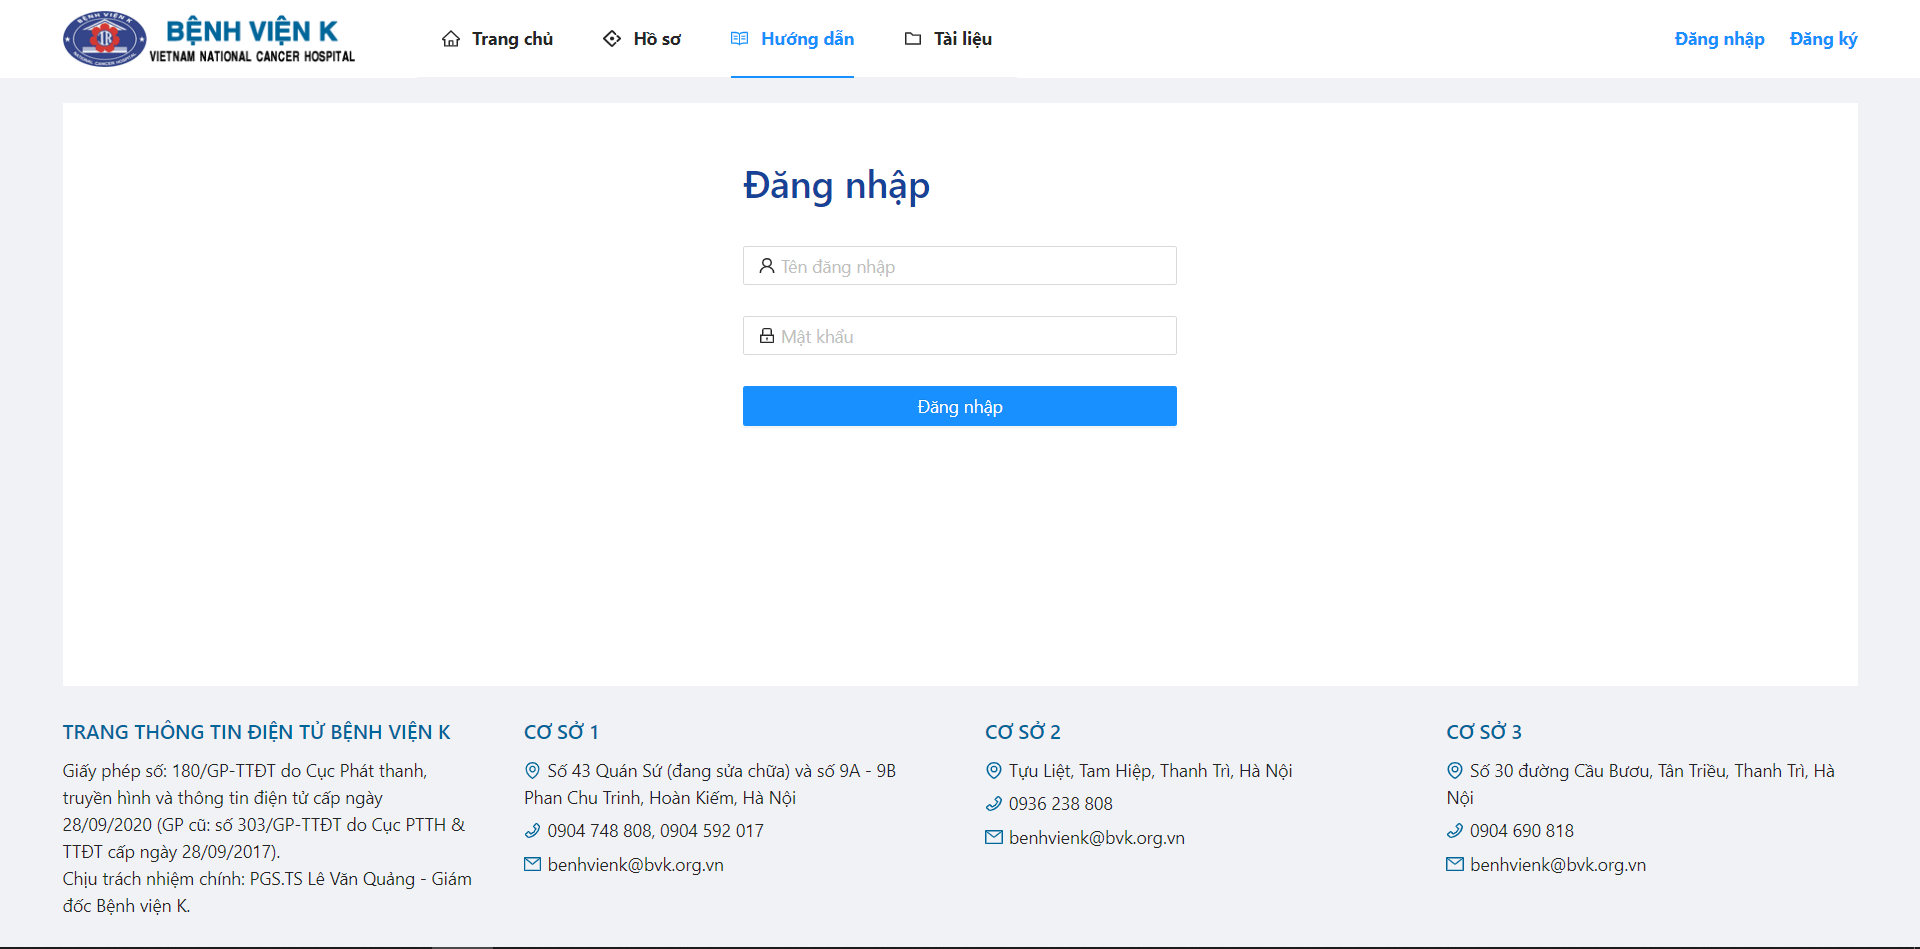 BỆNH VIỆN K
VIETNAM NATIONAL CANCER HOSPITAL
Trang chủ
Hồ sơ
Hướng dẫn
Tài liệu
Đăng nhập
Đăng ký
Đăng nhập
Tên đăng nhập
Mật khẩu
Đăng nhập
TRANG THÔNG TIN ĐIỆN TỬ BỆNH VIỆN K
Giấy phép số: 180/GP-TTĐT do Cục Phát thanh,
truyền hình và thông tin điện tử cấp ngày
28/09/2020 (GP cũ: số 303/GP-TTĐT do Cục PTTH &
TTĐT cấp ngày 28/09/2017).
Chịu trách nhiệm chính: PGS.TS Lê Văn Quảng - Giám
đốc Bệnh viện K.
CƠ SỞ 1
Số 43 Quán Sứ (đang sửa chữa) và số 9A - 9B
Phan Chu Trinh, Hoàn Kiếm, Hà Nội
0904 748 808, 0904 592 017
benhvienk@bvk.org.vn
CƠ SỞ 2
Tựu Liệt, Tam Hiệp, Thanh Trì, Hà Nội
0936 238 808
benhvienk@bvk.org.vn
CƠ SỞ 3
Số 30 đường Cầu Bươu, Tân Triều, Thanh Trì, Hà
Nội
0904 690 818
benhvienk@bvk.org.vn